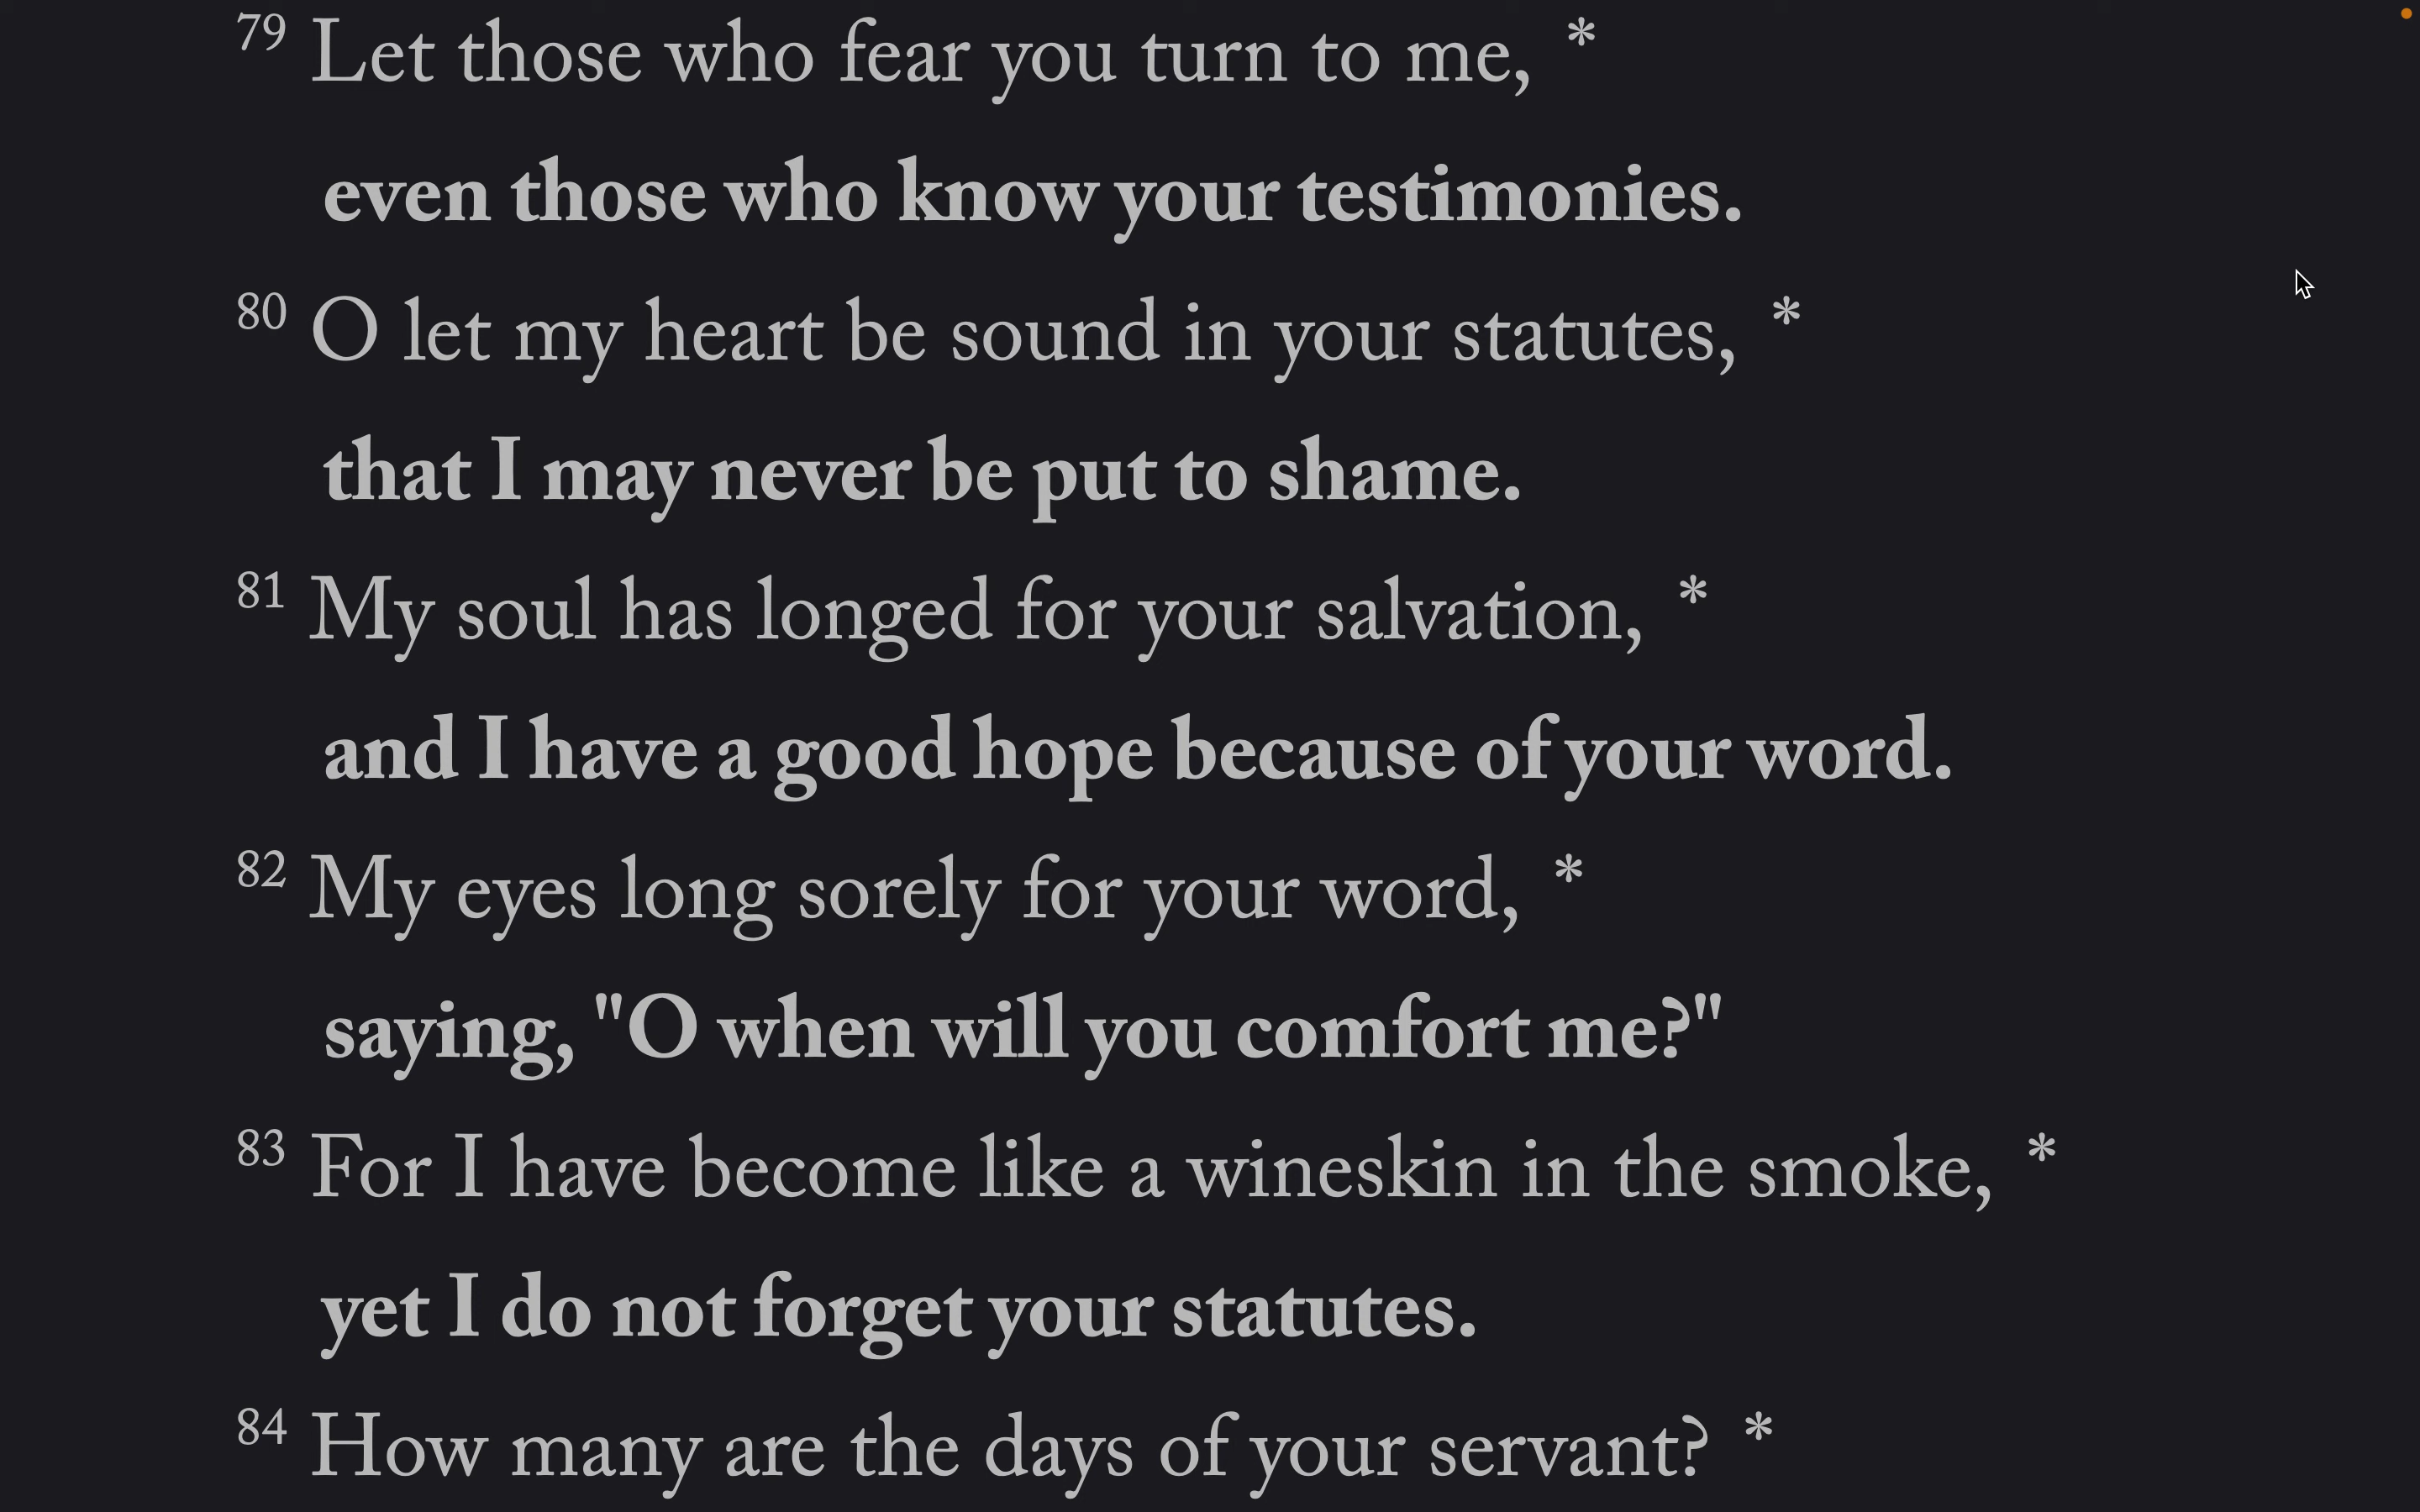 79 Let those who fear you turn to me, *
even those who know your testimonies.
80 O let my heart be sound in your statutes, *
that I may never be put to shame.
81 My soul has longed for your salvation, *
and I have a good hope because of your word.
82 My eyes long sorely for your word, *
saying, "O when will you comfort me?"
83 For I have become like a wineskin in the smoke, *
yet I do not forget your statutes.
84 How many are the days of your servant? *